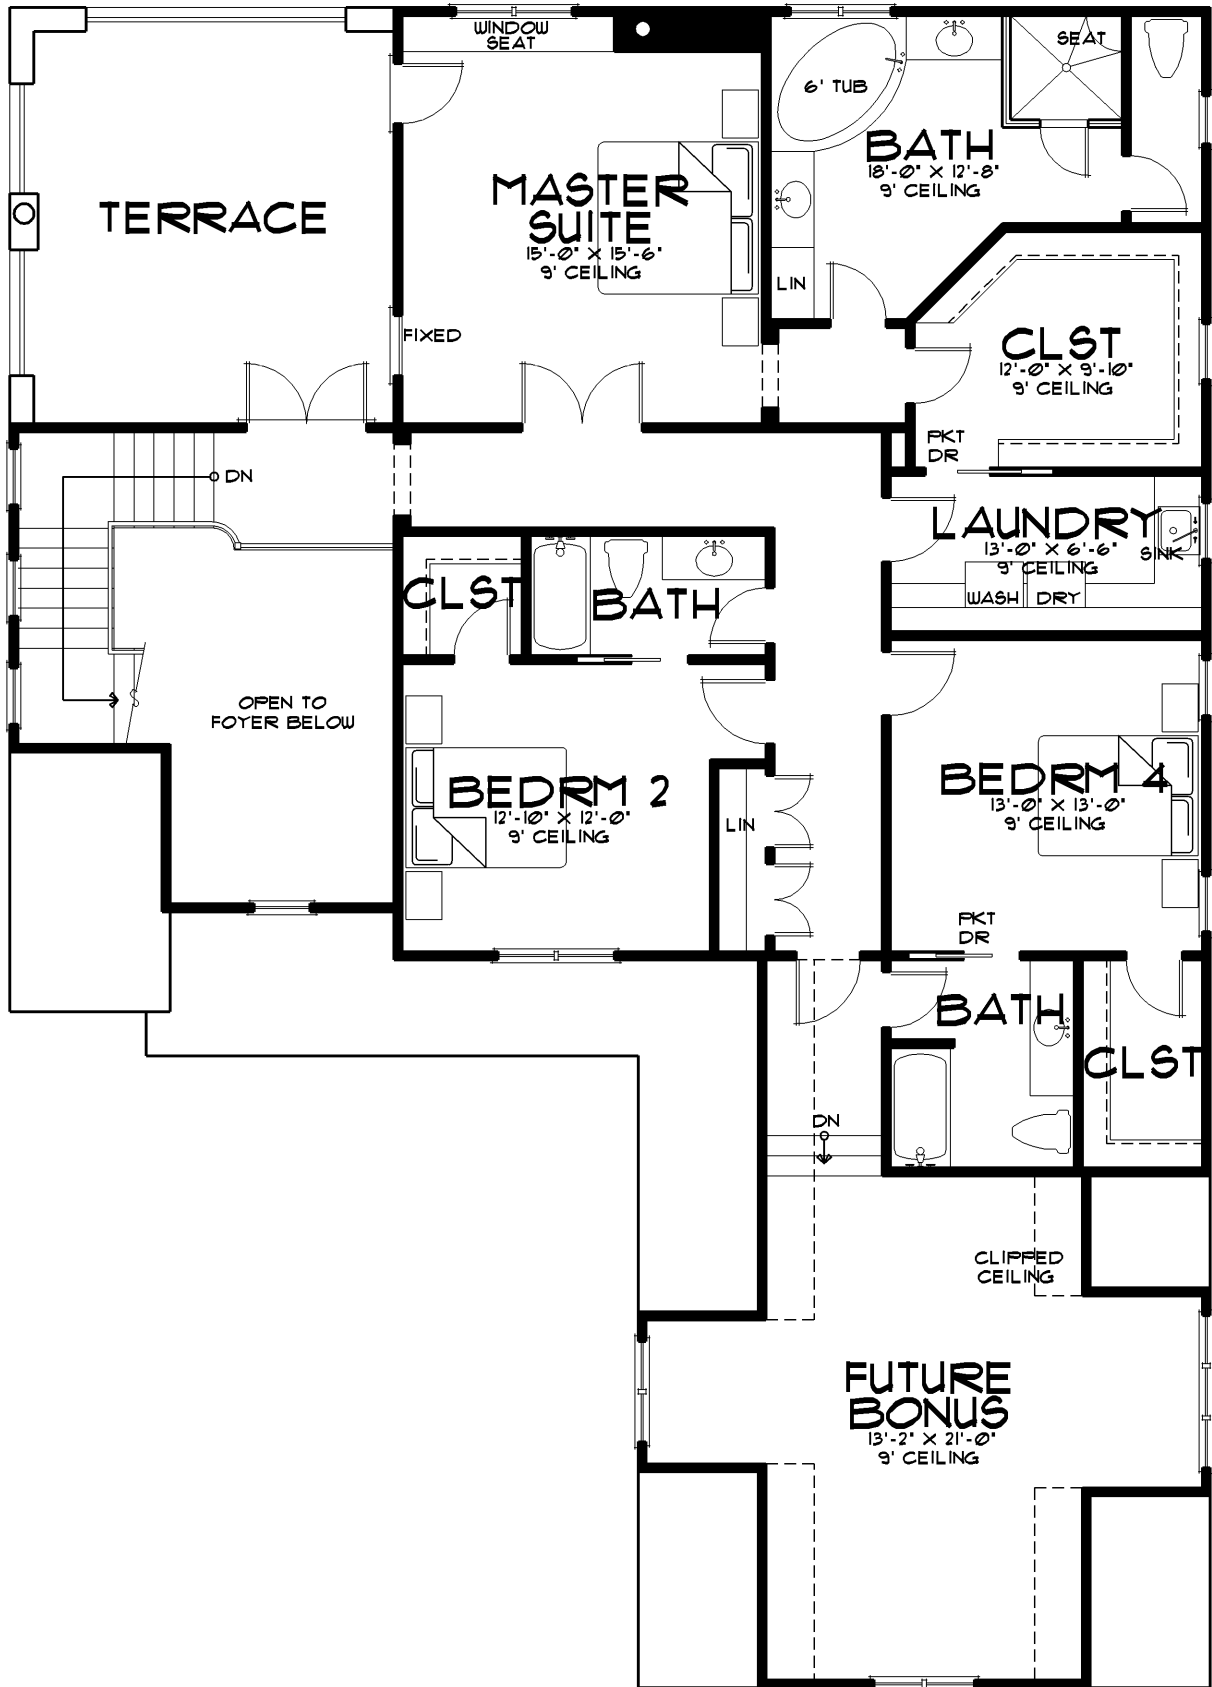 WINDOW
SEAT
SEAT
6' TUB
BATH
18'-0" X 12'-8"
9' CEILING
TERRACE
MASTER
SUITE
15'-0" X 15'-6"
9' CEILING
LIN
FIXED
CLST
12'-0" X 9'-10"
9' CEILING
PKT
DR
DN
LAUNDRY
13'-0" X 6'-6"
9' CEILING
SINK
WASH
DRY
CLST
BATH
OPEN TO
FOYER BELOW
BEDRM 2
12'-10" X 12'-0"
9' CEILING
LIN
BEDRM 4
13'-0" X 13'-0"
9' CEILING
PKT
DR
BATH
CLST
DN
CLIPPED
CEILING
FUTURE
BONUS
13'-2" X 21'-0"
9' CEILING